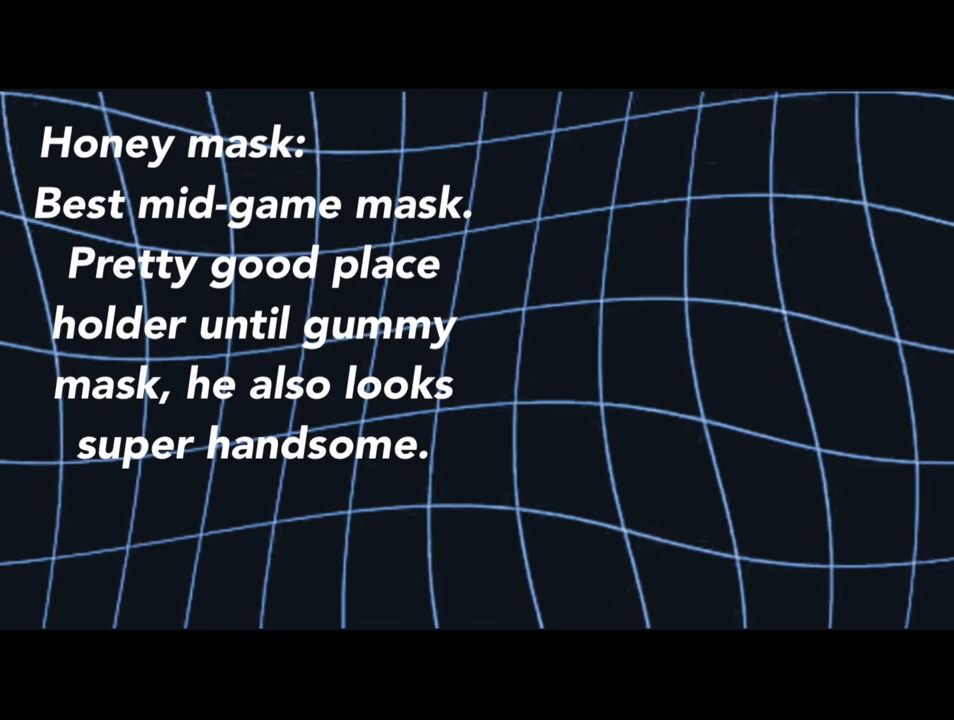 Honey mask:
Best mid-game mask.
Pretty good place
holder until gummy
mask, he also looks
super handsome.